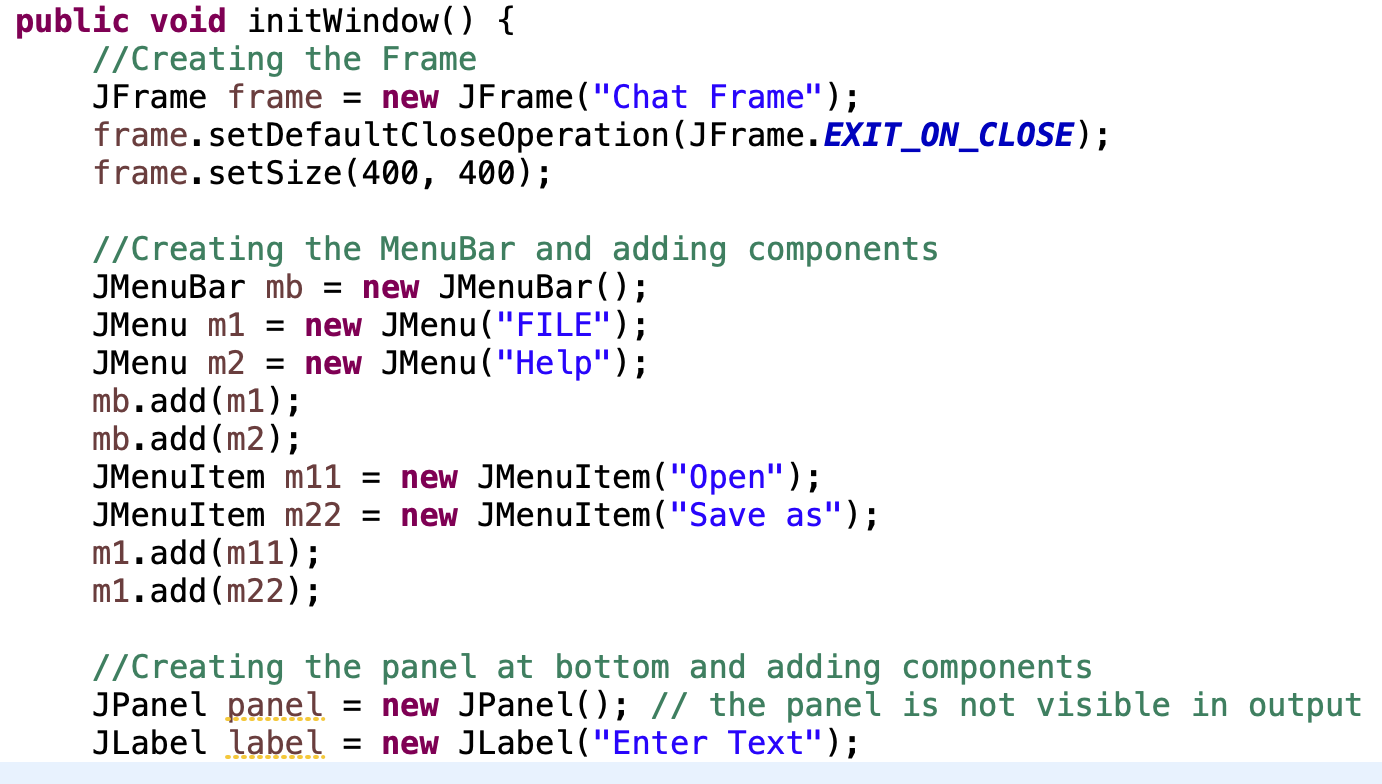 public void initWindow() {
    //Creating the Frame
    JFrame frame = new JFrame("Chat Frame");
    frame.setDefaultCloseOperation(JFrame.EXIT_ON_CLOSE);
    frame.setSize(400, 400);

    //Creating the MenuBar and adding components
    JMenuBar mb = new JMenuBar();
    JMenu m1 = new JMenu("FILE");
    JMenu m2 = new JMenu("Help");
    mb.add(m1);
    mb.add(m2);
    JMenuItem m11 = new JMenuItem("Open");
    JMenuItem m22 = new JMenuItem("Save as");
    m1.add(m11);
    m1.add(m22);

    //Creating the panel at bottom and adding components
    JPanel panel = new JPanel(); // the panel is not visible in output
    JLabel label = new JLabel("Enter Text");